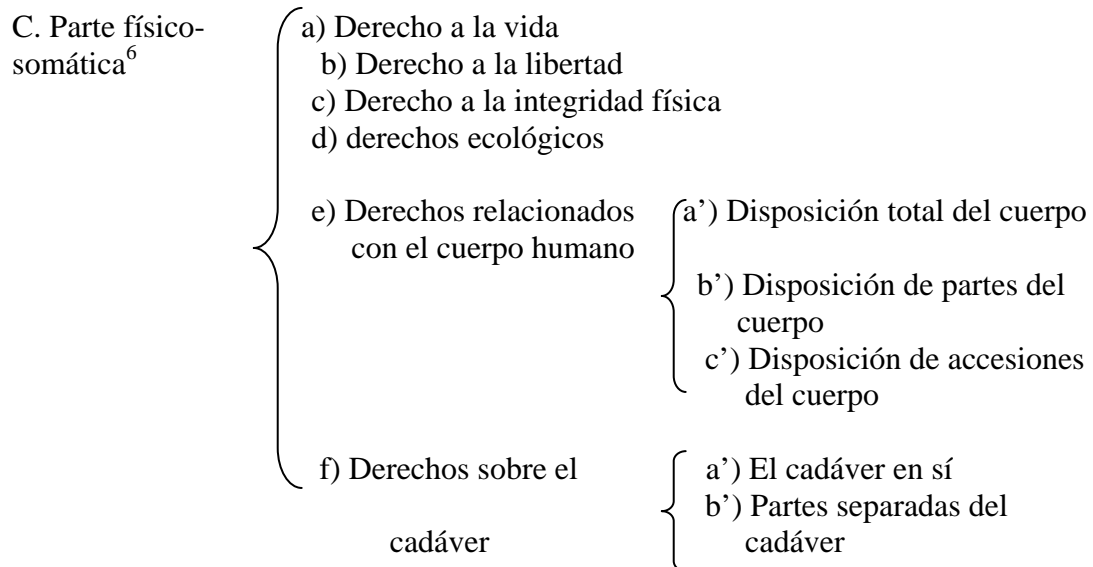 C. Parte físico-
somática⁶
a) Derecho a la vida
b) Derecho a la libertad
c) Derecho a la integridad física
d) derechos ecológicos
e) Derechos relacionados
con el cuerpo humano
a’) Disposición total del cuerpo
b’) Disposición de partes del
cuerpo
c’) Disposición de accesiones
del cuerpo
f) Derechos sobre el
cadáver
a’) El cadáver en sí
b’) Partes separadas del
cadáver